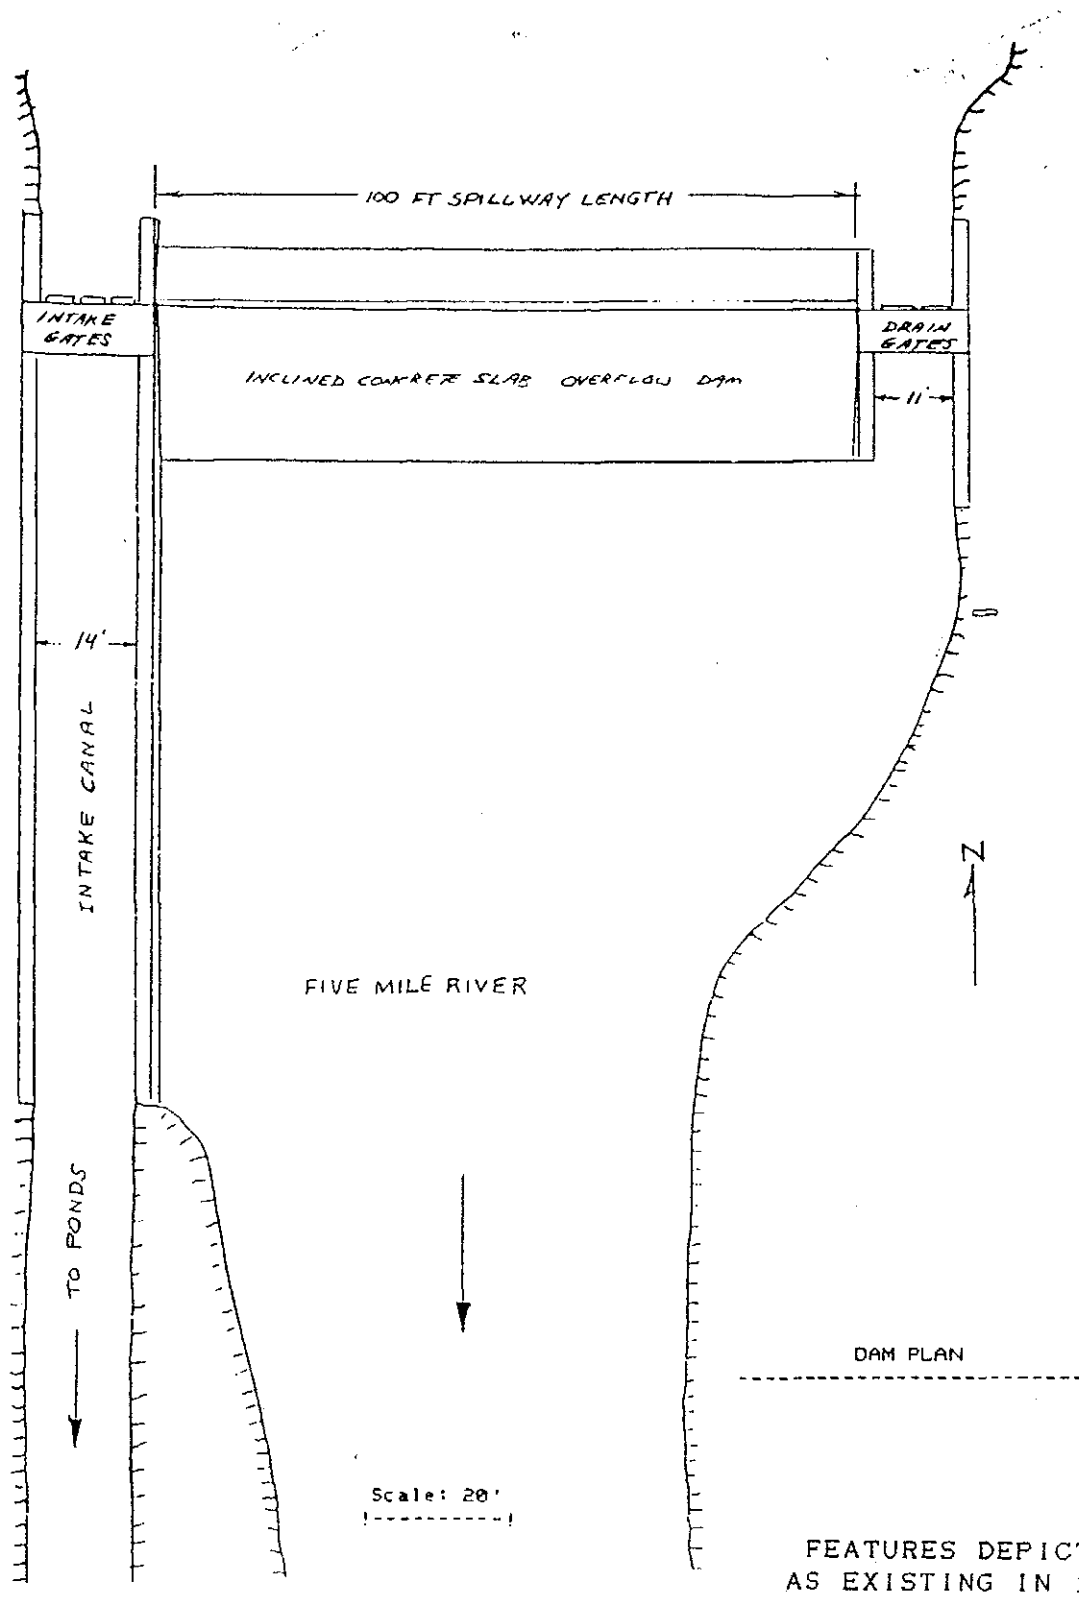 100 FT SPILLWAY LENGTH
INTAKE
GATES
DRAIN
GATES
INCLINED CONCRETE SLAB OVERFLOW DAM
11'
14'
INTAKE CANAL
N
FIVE MILE RIVER
TO PONDS
DAM PLAN
Scale: 20'
FEATURES DEPICT
AS EXISTING IN